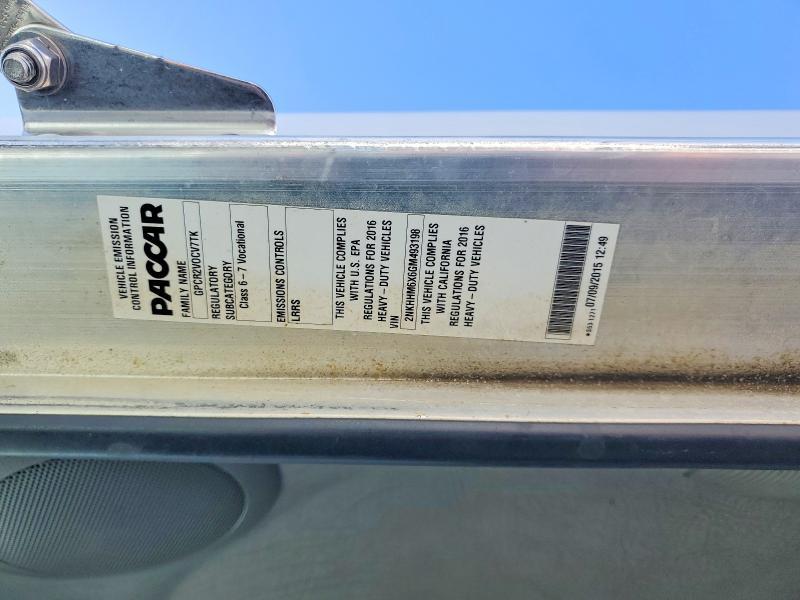 VEHICLE EMISSION
CONTROL INFORMATION
PACCAR
FAMILY NAME
GPCR2VOCV7TK
REGULATORY
SUBCATEGORY
Class 6-7 Vocational
EMISSIONS CONTROLS
LRRS
THIS VEHICLE COMPLIES
WITH U.S. EPA
REGULATIONS FOR 2016
HEAVY-DUTY VEHICLES
VIN
2NKHHM6X6GM493198
THIS VEHICLE COMPLIES
WITH CALIFORNIA
REGULATIONS FOR 2016
HEAVY-DUTY VEHICLES
07/09/2015 12:49